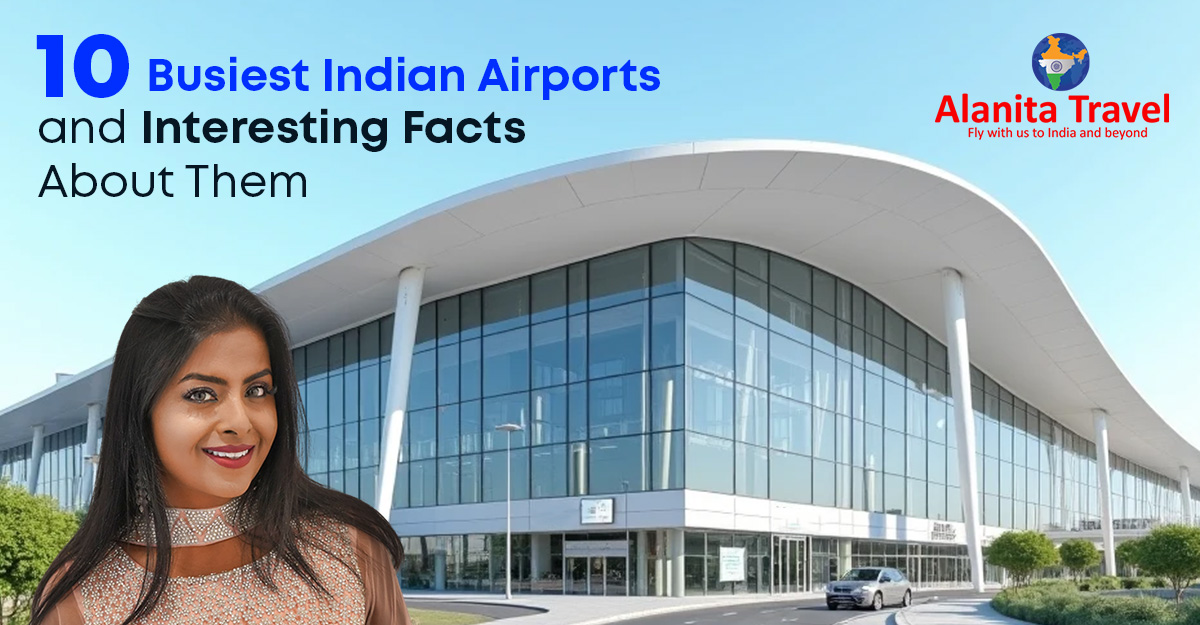 10 Busiest Indian Airports
and Interesting Facts
About Them
Alanita Travel
Fly with us to India and beyond